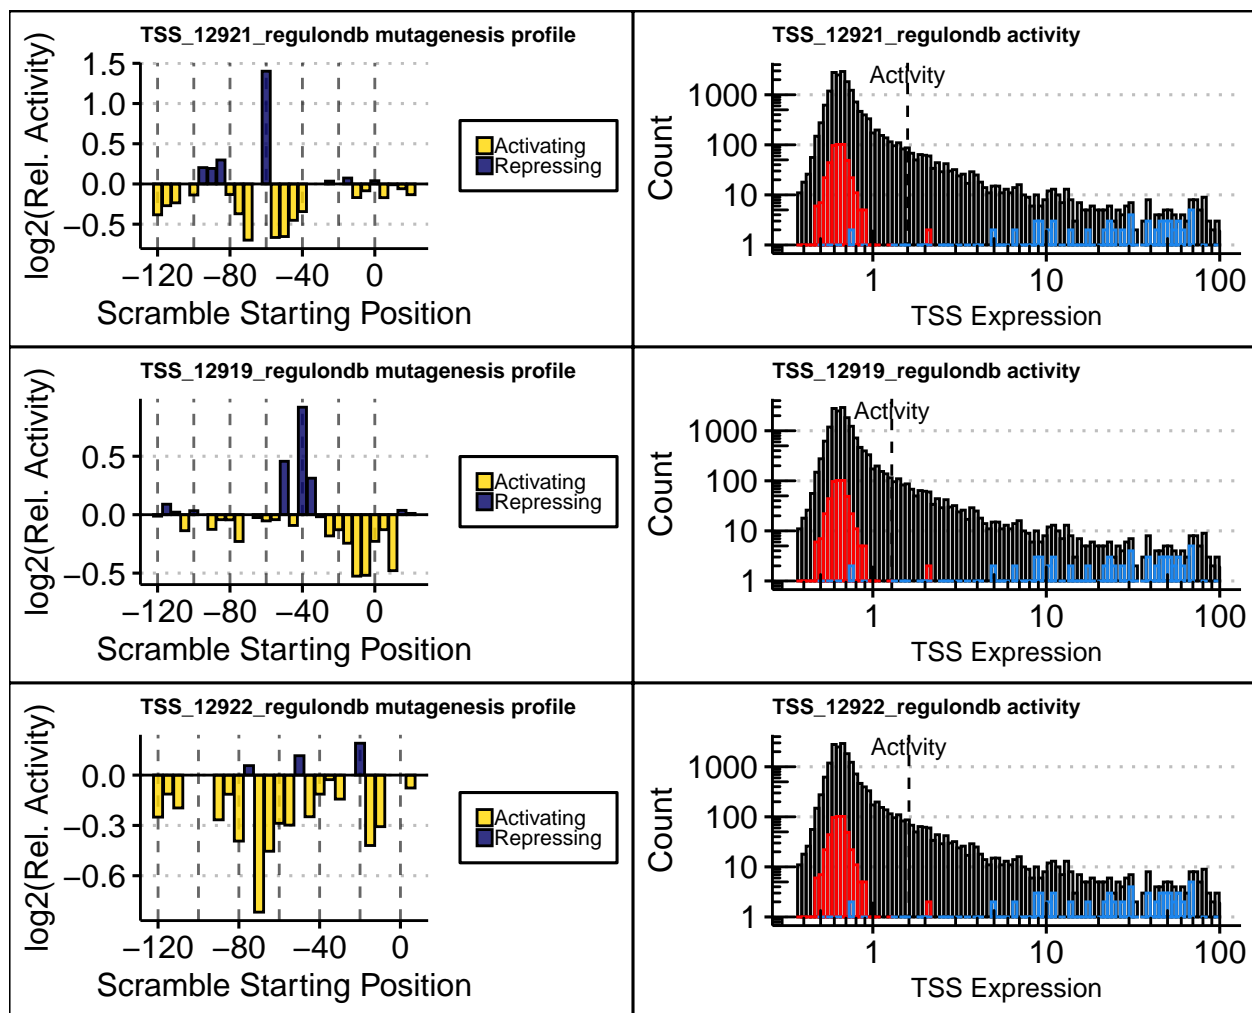 TSS_12921_regulondb mutagenesis profile
log2(Rel. Activity)
1.5
1.0
0.5
0.0
−0.5
−120 −80 −40 0
Scramble Starting Position
Activating
Repressing
TSS_12921_regulondb activity
Activity
Count
1000
100
10
1
1 10 100
TSS Expression
TSS_12919_regulondb mutagenesis profile
log2(Rel. Activity)
0.5
0.0
−0.5
−120 −80 −40 0
Scramble Starting Position
Activating
Repressing
TSS_12919_regulondb activity
Activity
Count
1000
100
10
1
1 10 100
TSS Expression
TSS_12922_regulondb mutagenesis profile
log2(Rel. Activity)
0.0
−0.3
−0.6
−120 −80 −40 0
Scramble Starting Position
Activating
Repressing
TSS_12922_regulondb activity
Activity
Count
1000
100
10
1
1 10 100
TSS Expression